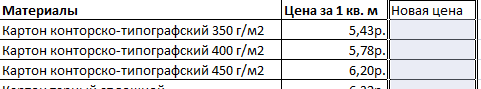 Материалы Цена за 1 кв. м Новая цена
Картон конторско-типографский 350 г/м2 5,43р.
Картон конторско-типографский 400 г/м2 5,78р.
Картон конторско-типографский 450 г/м2 6,20р.